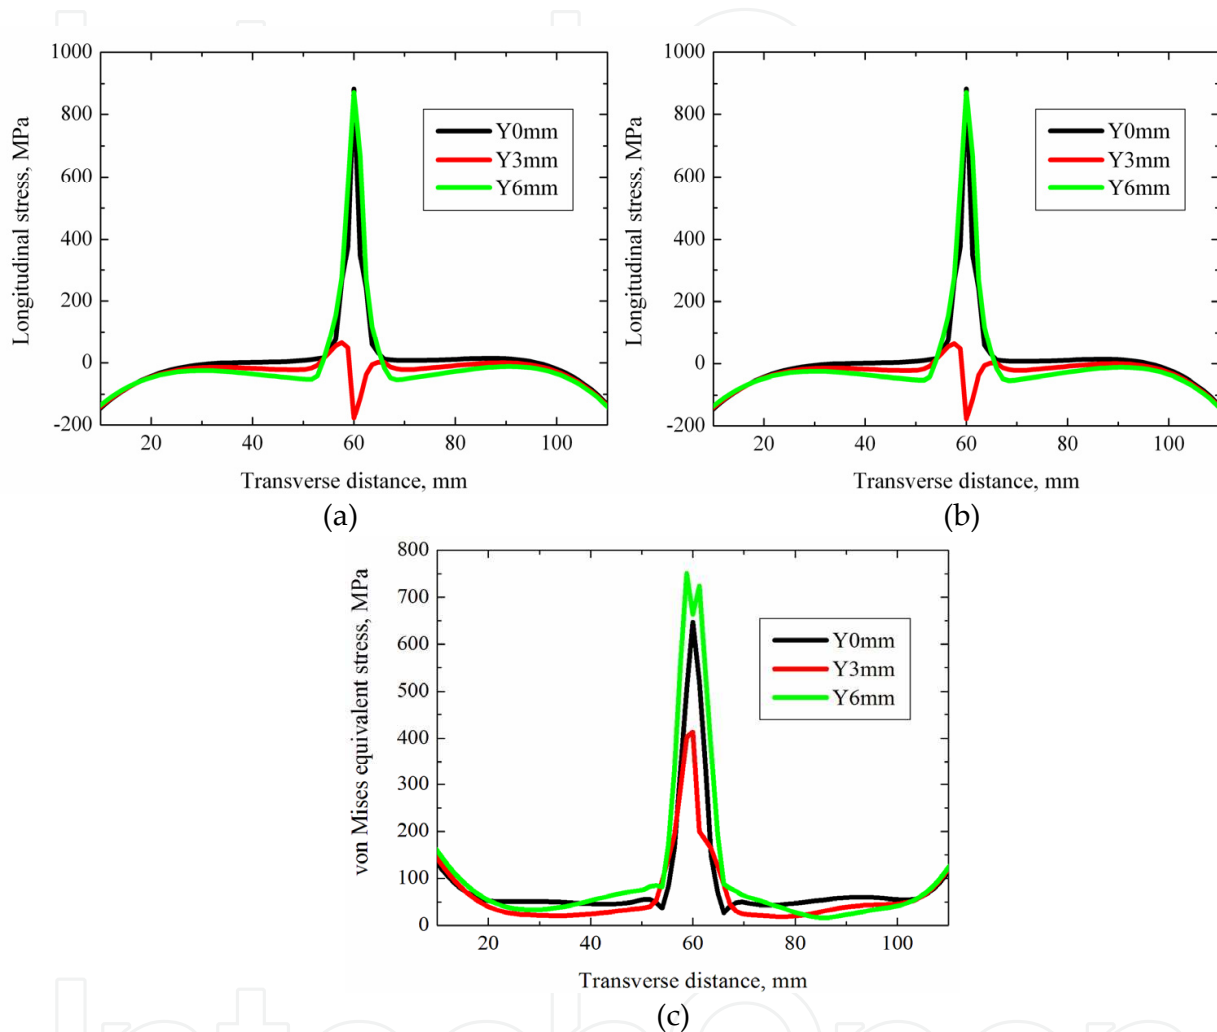 1000
800
600
400
200
0
-200
20
40
60
80
100
Longitudinal stress, MPa
Transverse distance, mm
Y0mm
Y3mm
Y6mm
(a)
1000
800
600
400
200
0
-200
20
40
60
80
100
Longitudinal stress, MPa
Transverse distance, mm
Y0mm
Y3mm
Y6mm
(b)
800
700
600
500
400
300
200
100
0
20
40
60
80
100
von Mises equivalent stress, MPa
Transverse distance, mm
Y0mm
Y3mm
Y6mm
(c)